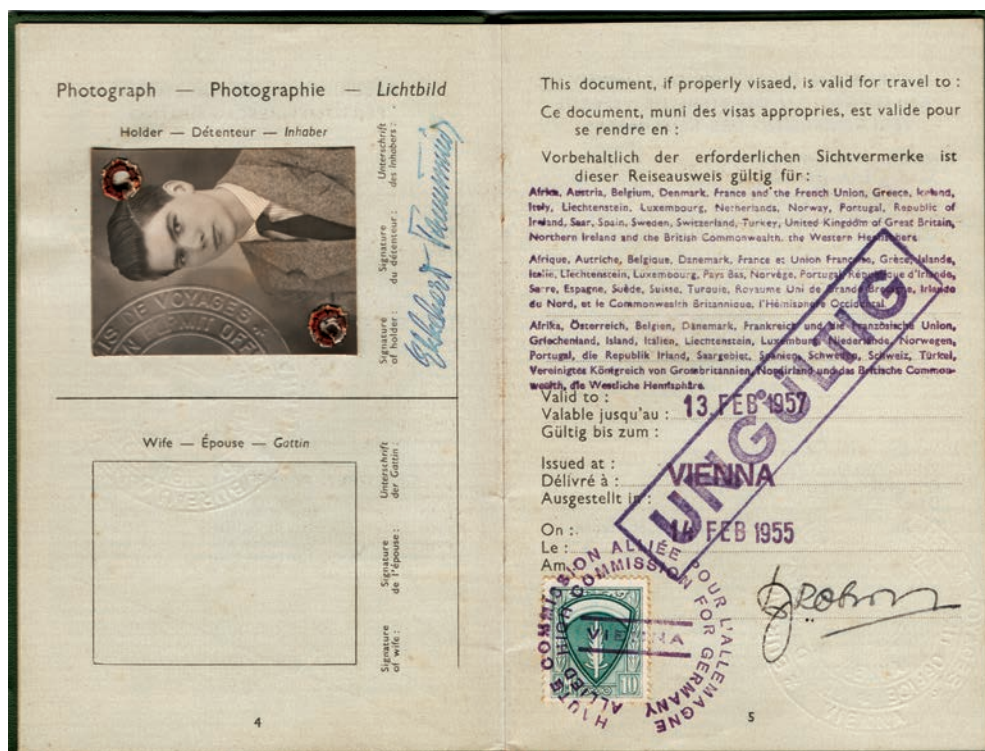 Photograph — Photographie — Lichtbild
Holder — Détenteur — Inhaber
Unterschrift
des Inhabers :
Signature
du détenteur :
Signature
of holder :
Wife — Épouse — Gattin
Unterschrift
der Gattin :
Signature
de l'épouse :
Signature
of wife :
4
This document, if properly visaed, is valid for travel to :
Ce document, muni des visas appropries, est valide pour
se rendre en :
Vorbehaltlich der erforderlichen Sichtvermerke ist
dieser Reiseausweis gültig für :
Afrika, Austria, Belgium, Denmark, France and the French Union, Greece, Iceland,
Italy, Liechtenstein, Luxembourg, Netherlands, Norway, Portugal, Republic of
Ireland, Saar, Spain, Sweden, Switzerland, Turkey, United Kingdom of Great Britain,
Northern Ireland and the British Commonwealth, the Western
Afrique, Autriche, Belgique, Danemark, France et Union Française, Grèce, Islande,
Italie, Liechtenstein, Luxembourg, Pays Bas, Norvège, Portugal, République d'Irlande,
Sarre, Espagne, Suède, Suisse, Turquie, Royaume Uni de Grande Bretagne, Irlande
du Nord, et le Commonwealth Britannique, l'Hémisphère Occidental.
Afrika, Österreich, Belgien, Dänemark, Frankreich und die Französische Union,
Griechenland, Island, Italien, Liechtenstein, Luxemburg, Niederlande, Norwegen,
Portugal, die Republik Irland, Saargebiet, Spanien, Schweden, Schweiz, Türkei,
Vereinigtes Königreich von Grosbritannien, Nordirland und das Britische Common-
wealth, die Westliche Hemisphäre.
Valid to :
Valable jusqu'au : 13 FEB 1957
Gültig bis zum :
UNGÜLTIG
Issued at :
Délivré à : VIENNA
Ausgestellt in :
On : 14 FEB 1955
Le :
Am
HAUTE COMMISSION ALLIÉE POUR L'ALLEMAGNE
ALLIED HIGH COMMISSION FOR GERMANY
VIENNA
10
5